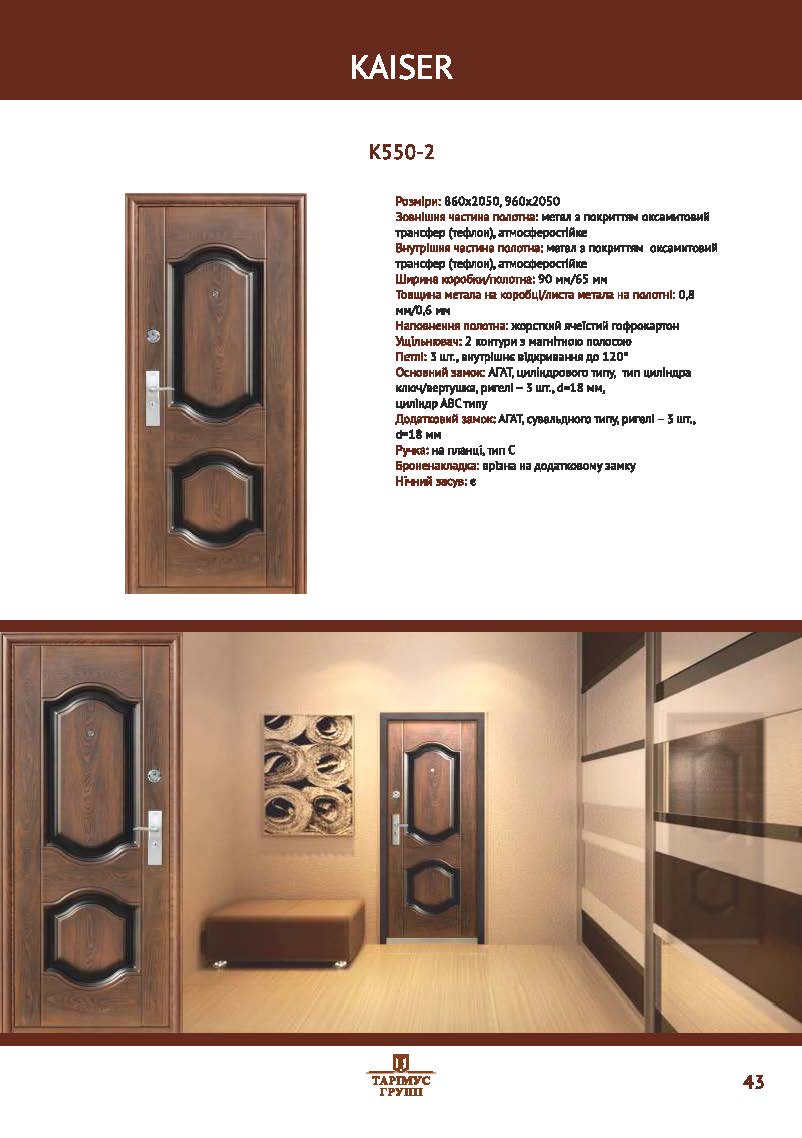 KAISER
K550-2
Розміри: 860х2050, 960х2050
Зовнішня частина полотна: метал з покриттям оксамитовий
трансфер (тефлон), атмосферостійке
Внутрішня частина полотна: метал з покриттям оксамитовий
трансфер (тефлон), атмосферостійке
Ширина коробки/полотна: 90 мм/65 мм
Товщина метала на коробці/листа метала на полотні: 0,8
мм/0,6 мм
Наповнення полотна: жорсткий ячеїстий гофрокартон
Ущільнювач: 2 контури з магнітною полосою
Петлі: 3 шт., внутрішнє відкривання до 120°
Основний замок: АГАТ, циліндрового типу, тип циліндра
ключ/вертушка, ригелі – 3 шт., d=18 мм,
циліндр АВС типу
Додатковий замок: АГАТ, сувальдного типу, ригелі – 3 шт.,
d=18 мм
Ручка: на планці, тип С
Броненакладка: врізна на додатковому замку
Нічний засув: є
ТАРІМУС
ГРУПП
43